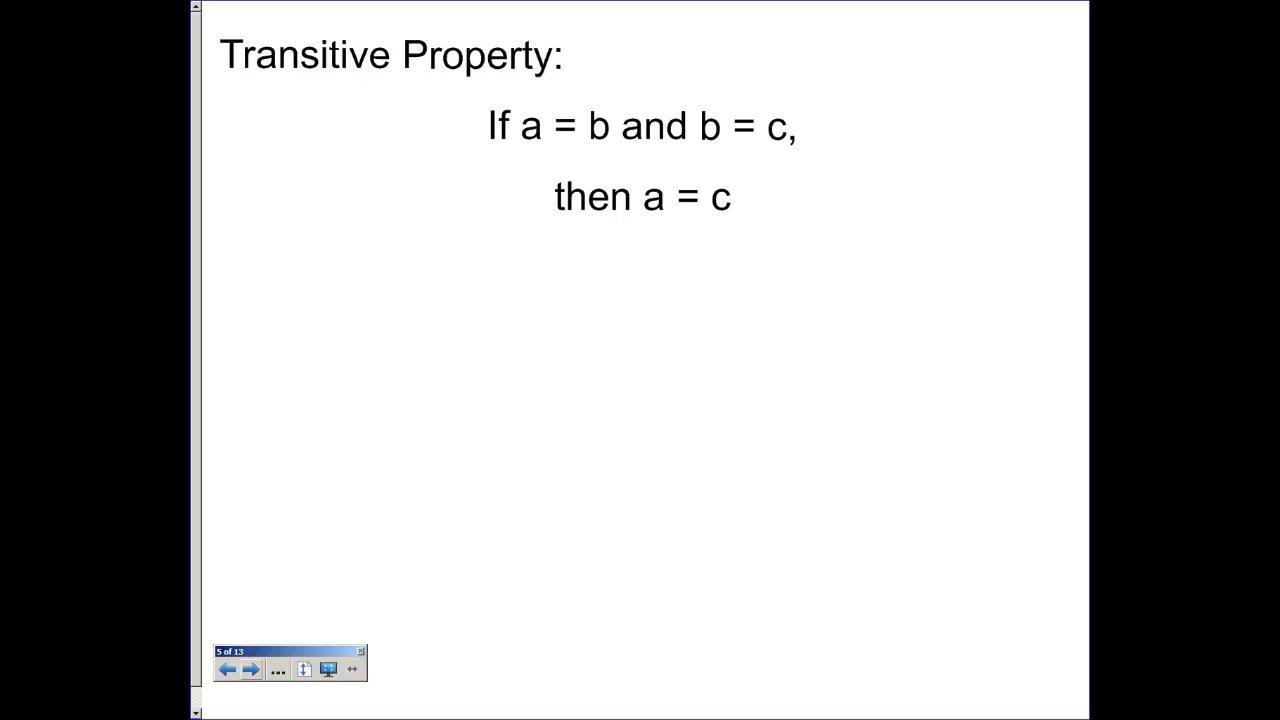 Transitive Property:
If a = b and b = c,
then a = c
5 of 13